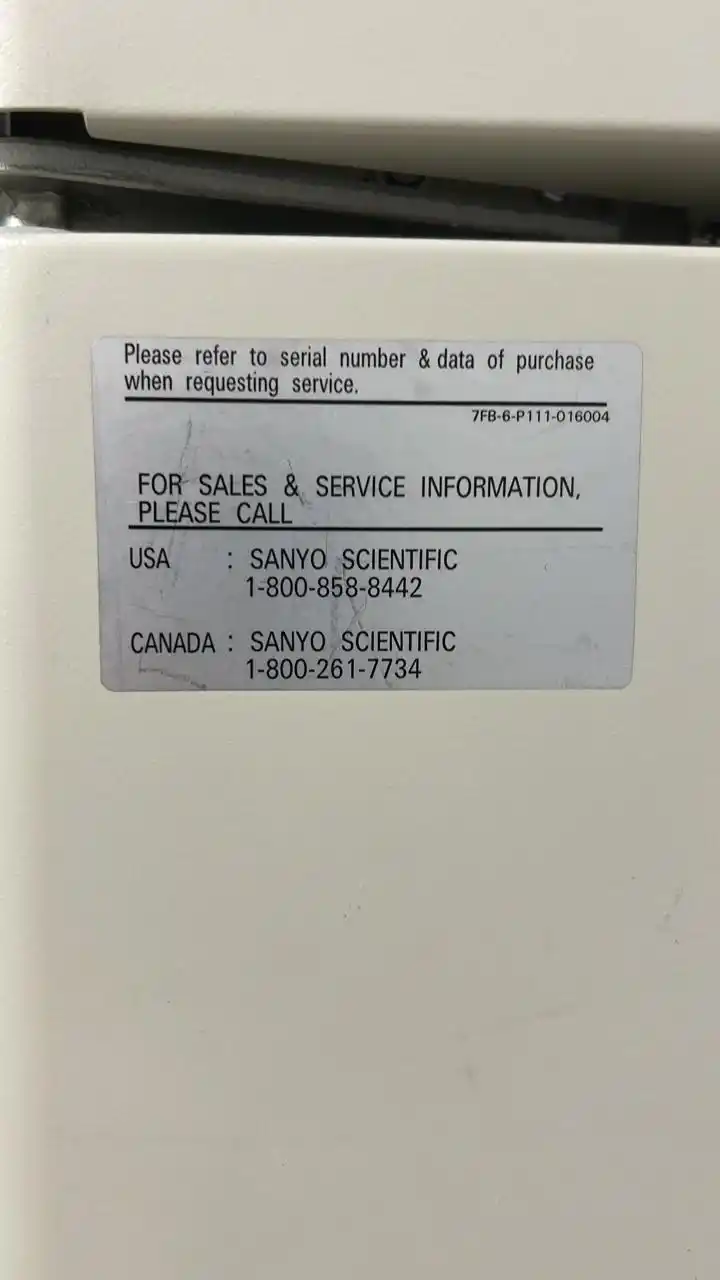 Please refer to serial number & data of purchase
when requesting service.
7FB-6-P111-016004
FOR SALES & SERVICE INFORMATION,
PLEASE CALL
USA : SANYO SCIENTIFIC
1-800-858-8442
CANADA : SANYO SCIENTIFIC
1-800-261-7734